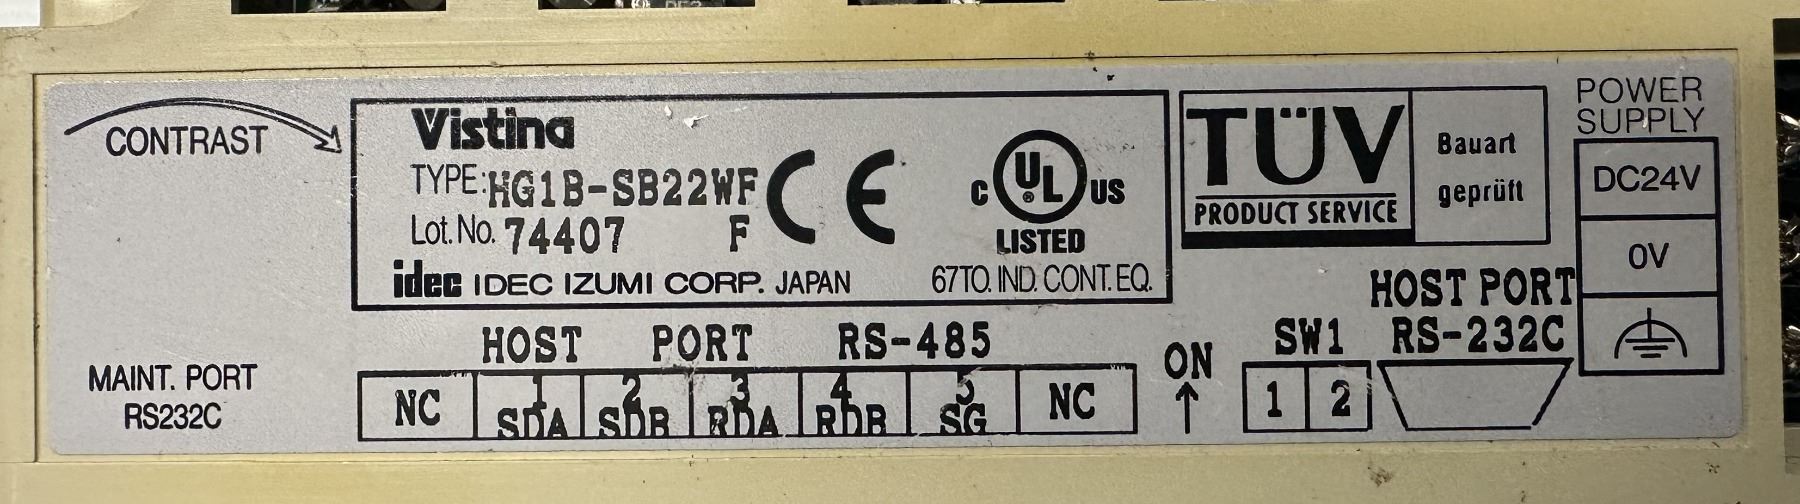 CONTRAST
Vistina
TYPE: HG1B-SB22WF
Lot. No. 74407 F
idec IDEC IZUMI CORP. JAPAN
CE
C UL ® US
LISTED
67TO. IND. CONT. EQ.
TÜV
PRODUCT SERVICE
Bauart
geprüft
POWER
SUPPLY
DC24V
0V
HOST PORT
RS-232C
SW1
1 2
ON
HOST PORT RS-485
NC 1 2 3 4 5 NC
SDA SDB RDA RDB SG
MAINT. PORT
RS232C